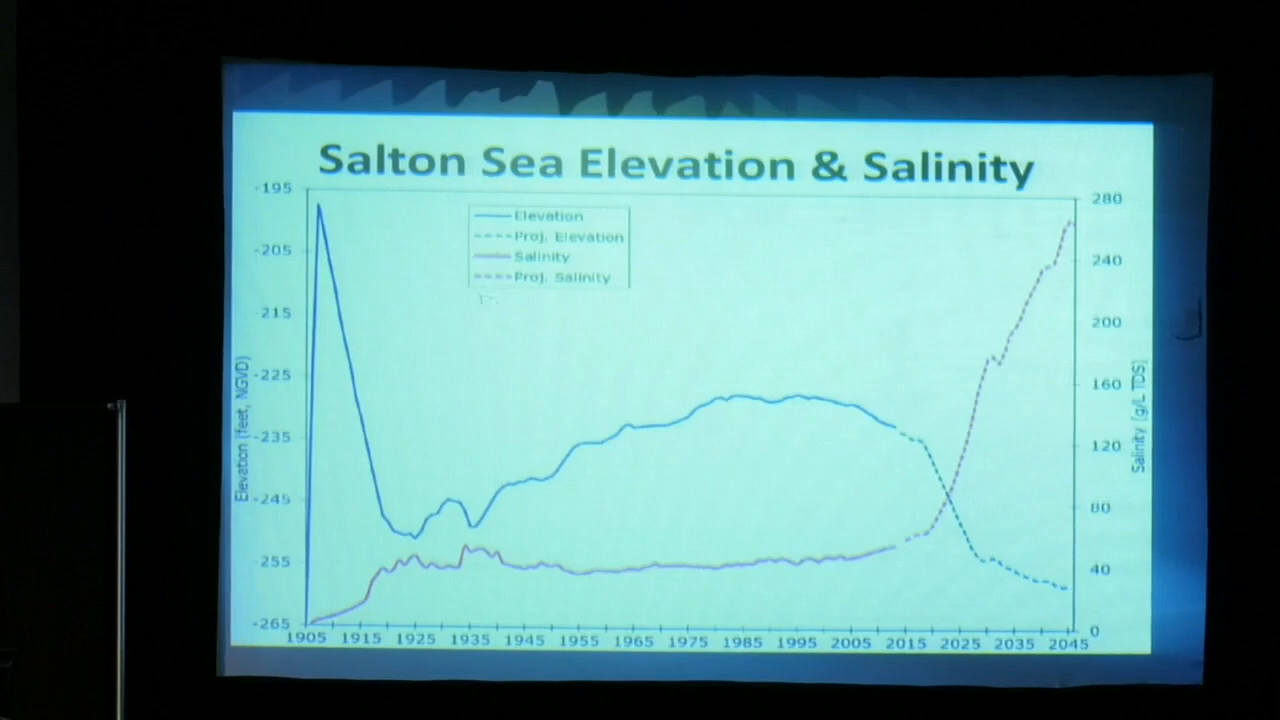 Salton Sea Elevation & Salinity
Elevation
Proj. Elevation
Salinity
Proj. Salinity
-195
-205
-215
-225
-235
-245
-255
-265
Elevation (feet, NGVD)
280
240
200
160
120
80
40
0
Salinity [g/L TDS]
1905 1915 1925 1935 1945 1955 1965 1975 1985 1995 2005 2015 2025 2035 2045